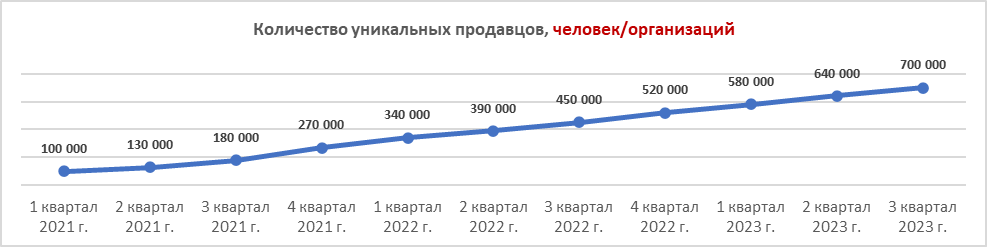 Количество уникальных продавцов, человек/организаций
100 000
130 000
180 000
270 000
340 000
390 000
450 000
520 000
580 000
640 000
700 000
1 квартал
2021 г.
2 квартал
2021 г.
3 квартал
2021 г.
4 квартал
2021 г.
1 квартал
2022 г.
2 квартал
2022 г.
3 квартал
2022 г.
4 квартал
2022 г.
1 квартал
2023 г.
2 квартал
2023 г.
3 квартал
2023 г.